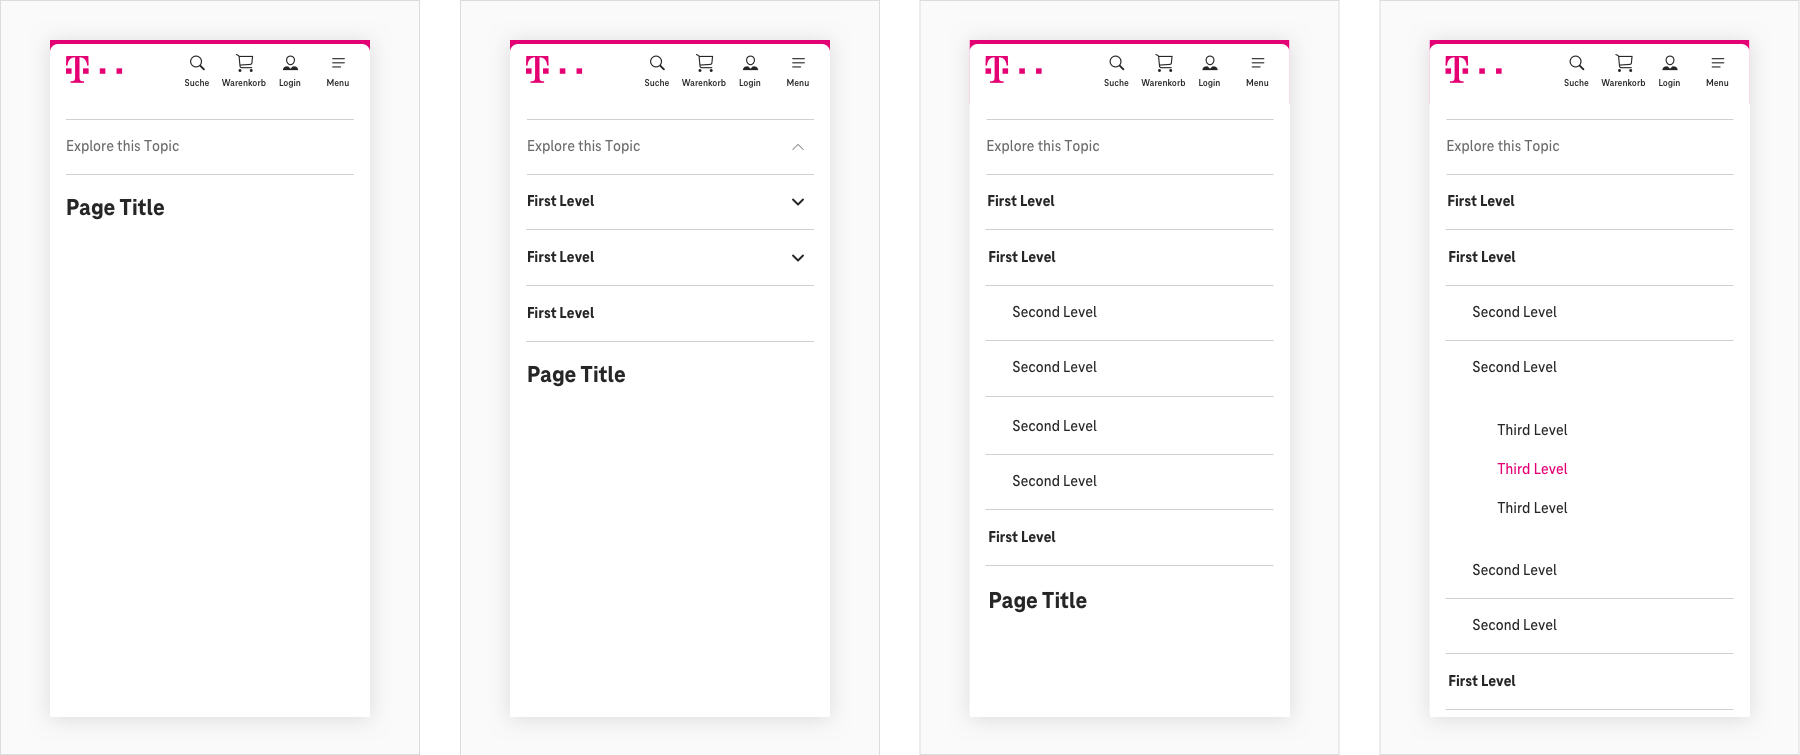 Suche Warenkorb Login Menu
Explore this Topic
Page Title
Suche Warenkorb Login Menu
Explore this Topic
First Level
First Level
First Level
Page Title
Suche Warenkorb Login Menu
Explore this Topic
First Level
First Level
Second Level
Second Level
Second Level
Second Level
First Level
Page Title
Suche Warenkorb Login Menu
Explore this Topic
First Level
First Level
Second Level
Second Level
Third Level
Third Level
Third Level
Second Level
Second Level
First Level